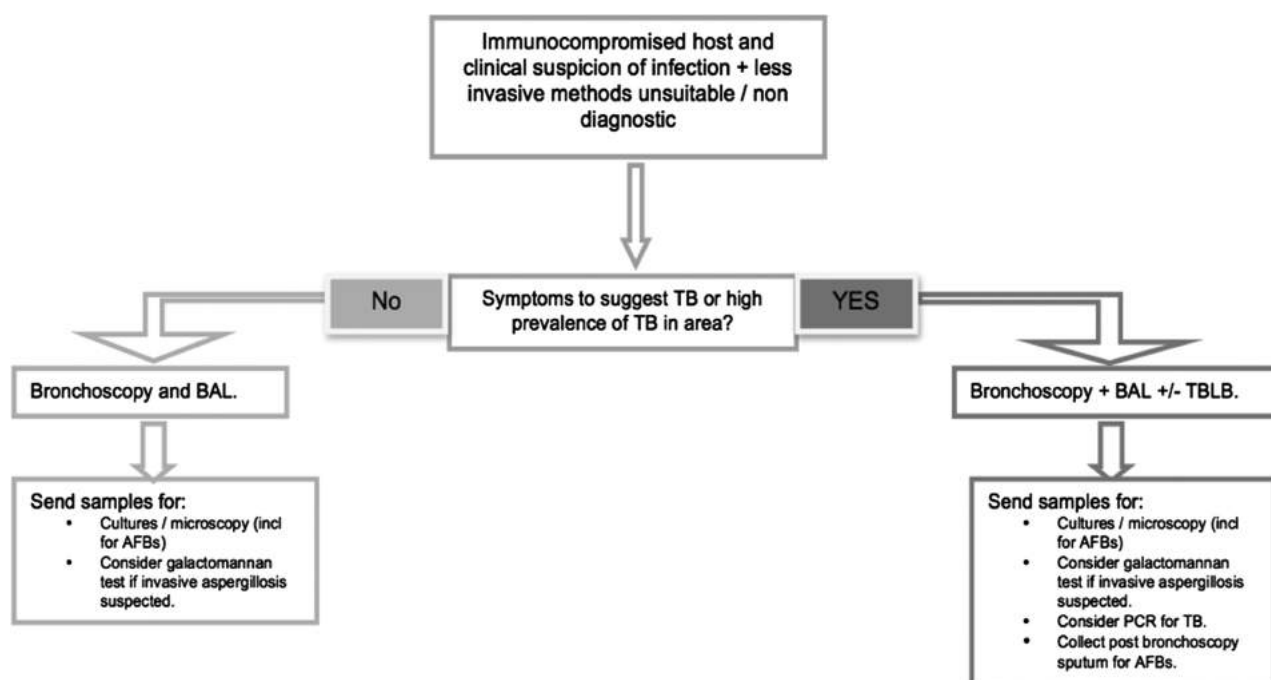 Immunocompromised host and
clinical suspicion of infection + less
invasive methods unsuitable / non
diagnostic
No
Symptoms to suggest TB or high
prevalence of TB in area?
YES
Bronchoscopy and BAL.
Bronchoscopy + BAL +/- TBLB.
Send samples for:
• Cultures / microscopy (incl
for AFBs)
• Consider galactomannan
test if invasive aspergillosis
suspected.
Send samples for:
• Cultures / microscopy (incl
for AFBs)
• Consider galactomannan
test if invasive aspergillosis
suspected.
• Consider PCR for TB.
• Collect post bronchoscopy
sputum for AFBs.